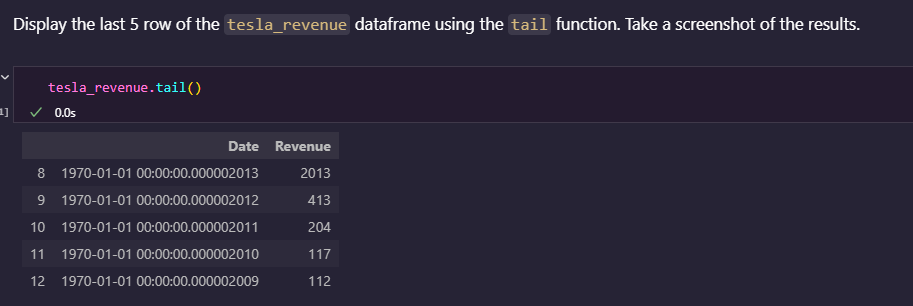 Display the last 5 row of the tesla_revenue dataframe using the tail function. Take a screenshot of the results.
tesla_revenue.tail()
1] ✓ 0.0s
Date Revenue
8 1970-01-01 00:00:00.000002013 2013
9 1970-01-01 00:00:00.000002012 413
10 1970-01-01 00:00:00.000002011 204
11 1970-01-01 00:00:00.000002010 117
12 1970-01-01 00:00:00.000002009 112